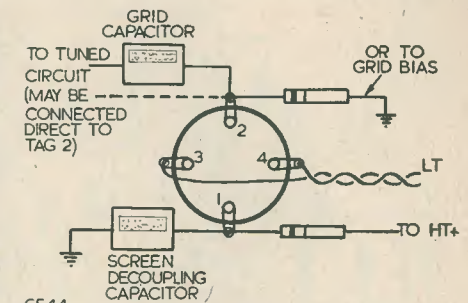 GRID
CAPACITOR
TO TUNED
CIRCUIT
(MAY BE
CONNECTED
DIRECT TO
TAG 2)
OR TO
GRID BIAS
2
3
4
LT
1
TO HT+
SCREEN
DECOUPLING
CAPACITOR